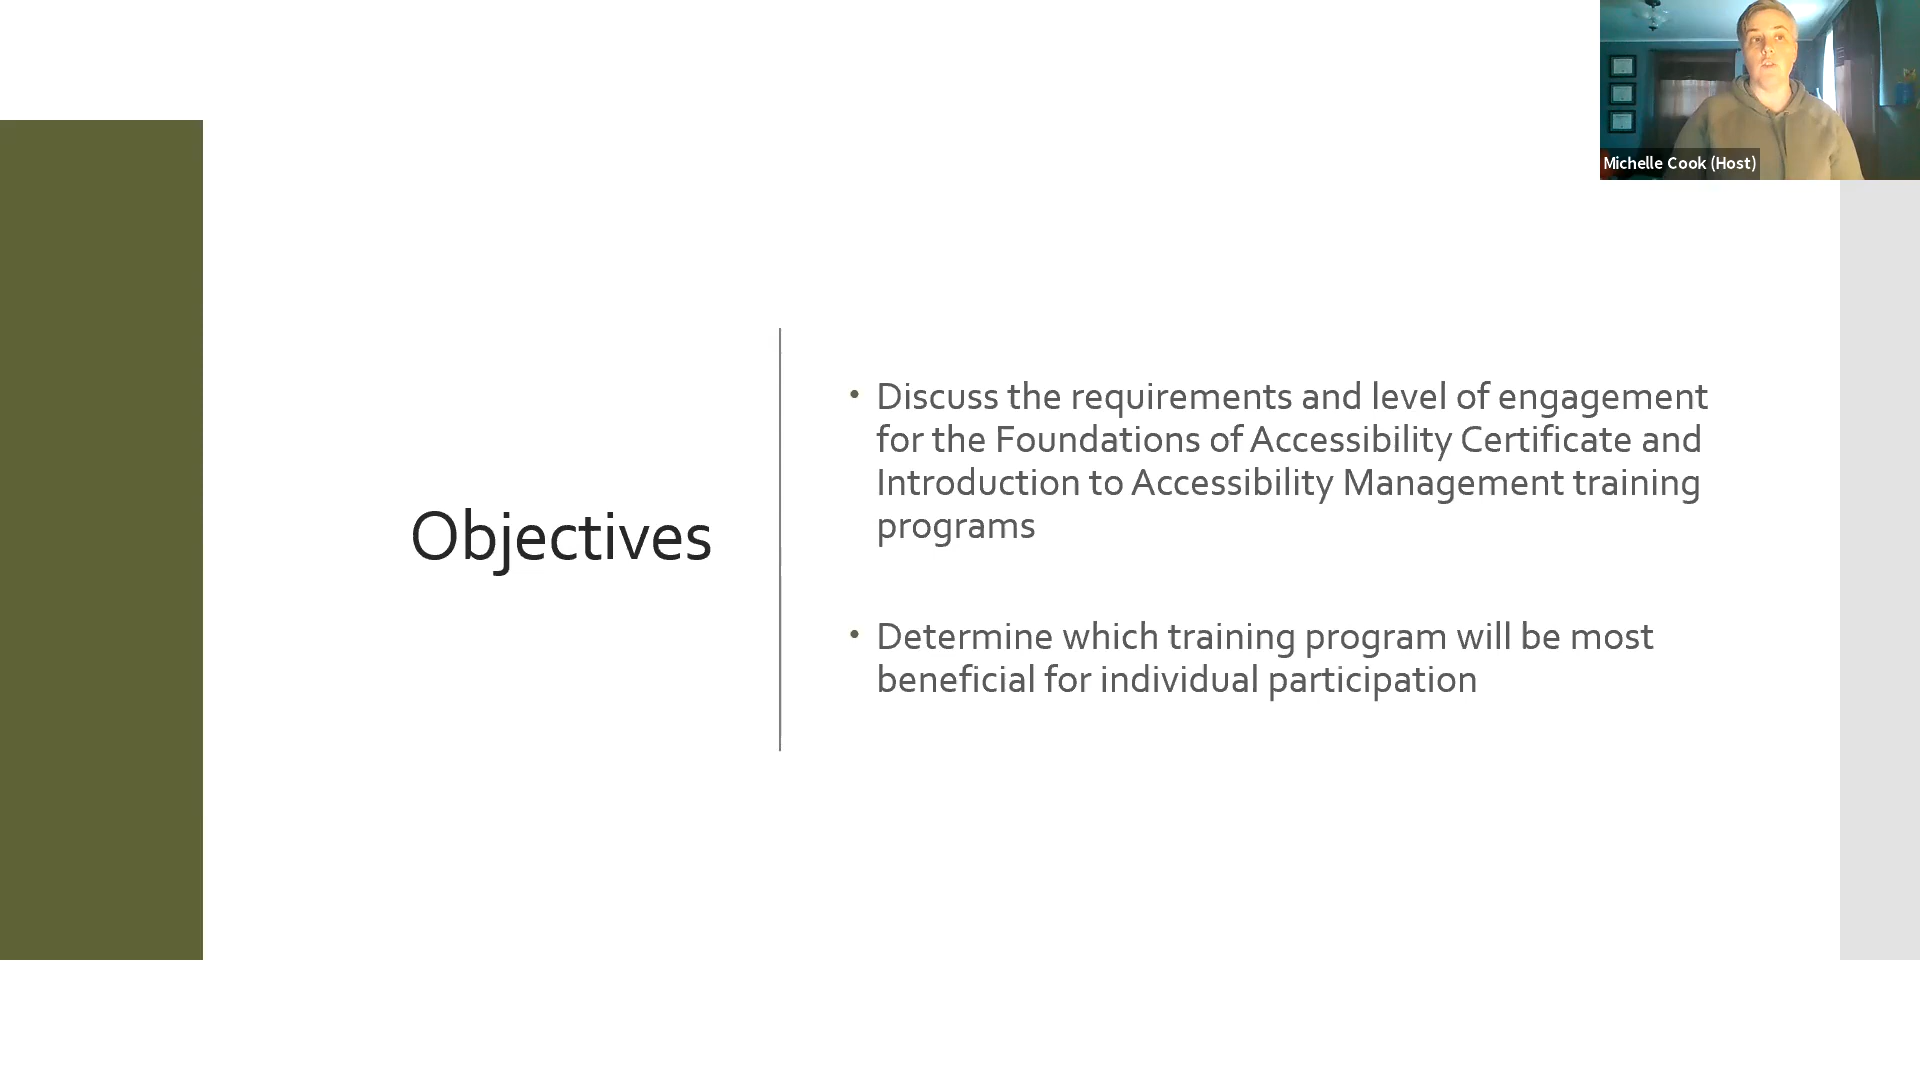 Michelle Cook (Host)
Objectives
• Discuss the requirements and level of engagement
for the Foundations of Accessibility Certificate and
Introduction to Accessibility Management training
programs
• Determine which training program will be most
beneficial for individual participation